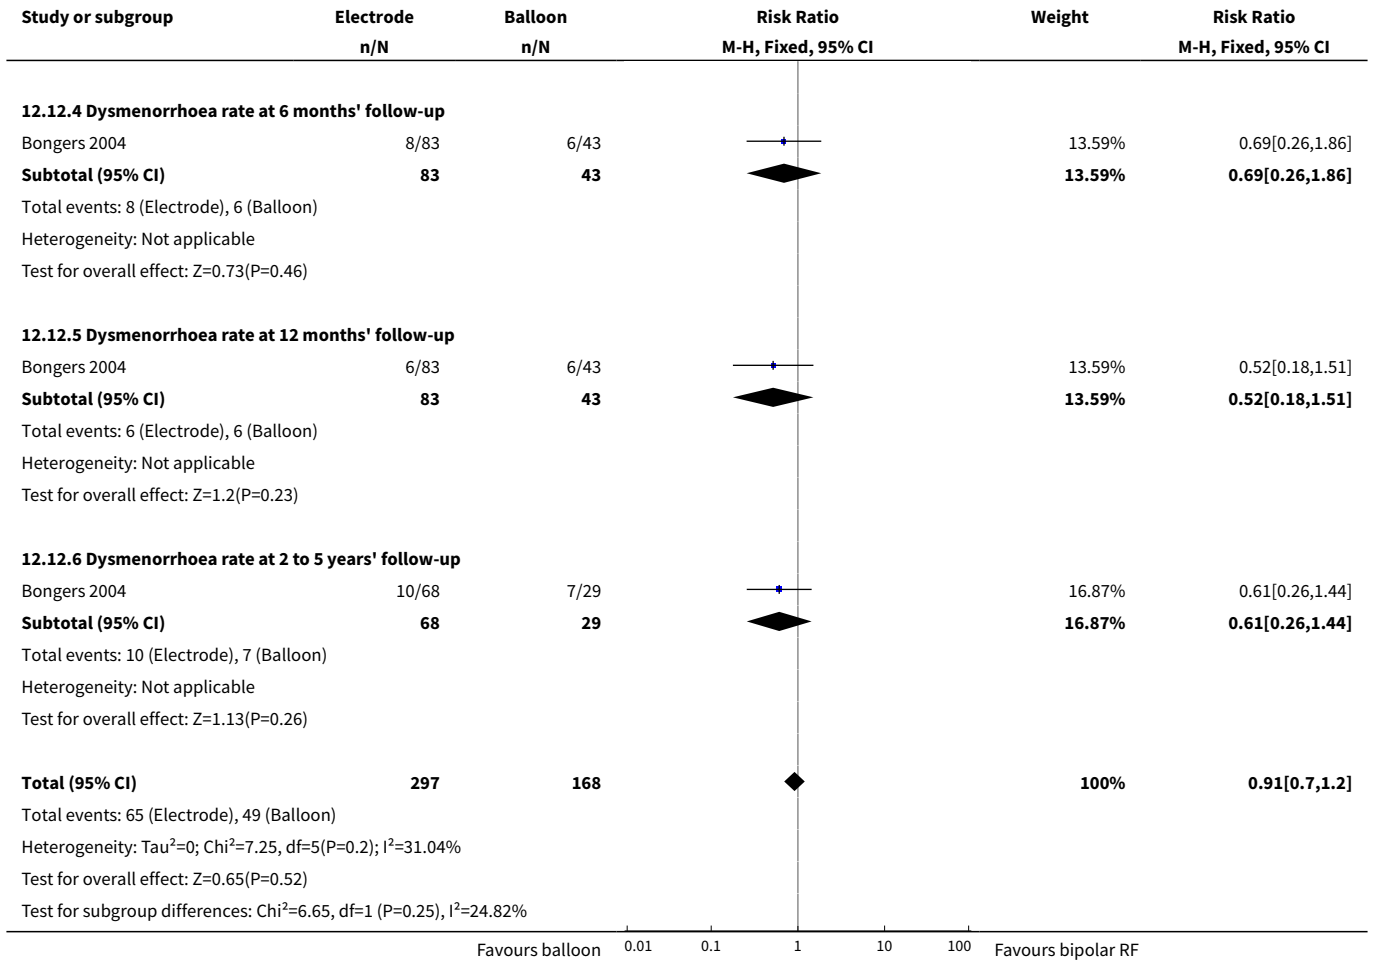 Study or subgroup Electrode Balloon Risk Ratio Weight Risk Ratio
n/N n/N M-H, Fixed, 95% CI M-H, Fixed, 95% CI
12.12.4 Dysmenorrhoea rate at 6 months' follow-up
Bongers 2004 8/83 6/43 13.59% 0.69[0.26,1.86]
Subtotal (95% CI) 83 43 13.59% 0.69[0.26,1.86]
Total events: 8 (Electrode), 6 (Balloon)
Heterogeneity: Not applicable
Test for overall effect: Z=0.73(P=0.46)
12.12.5 Dysmenorrhoea rate at 12 months' follow-up
Bongers 2004 6/83 6/43 13.59% 0.52[0.18,1.51]
Subtotal (95% CI) 83 43 13.59% 0.52[0.18,1.51]
Total events: 6 (Electrode), 6 (Balloon)
Heterogeneity: Not applicable
Test for overall effect: Z=1.2(P=0.23)
12.12.6 Dysmenorrhoea rate at 2 to 5 years' follow-up
Bongers 2004 10/68 7/29 16.87% 0.61[0.26,1.44]
Subtotal (95% CI) 68 29 16.87% 0.61[0.26,1.44]
Total events: 10 (Electrode), 7 (Balloon)
Heterogeneity: Not applicable
Test for overall effect: Z=1.13(P=0.26)
Total (95% CI) 297 168 100% 0.91[0.7,1.2]
Total events: 65 (Electrode), 49 (Balloon)
Heterogeneity: Tau²=0; Chi²=7.25, df=5(P=0.2); I²=31.04%
Test for overall effect: Z=0.65(P=0.52)
Test for subgroup differences: Chi²=6.65, df=1 (P=0.25), I²=24.82%
Favours balloon 0.01 0.1 1 10 100 Favours bipolar RF